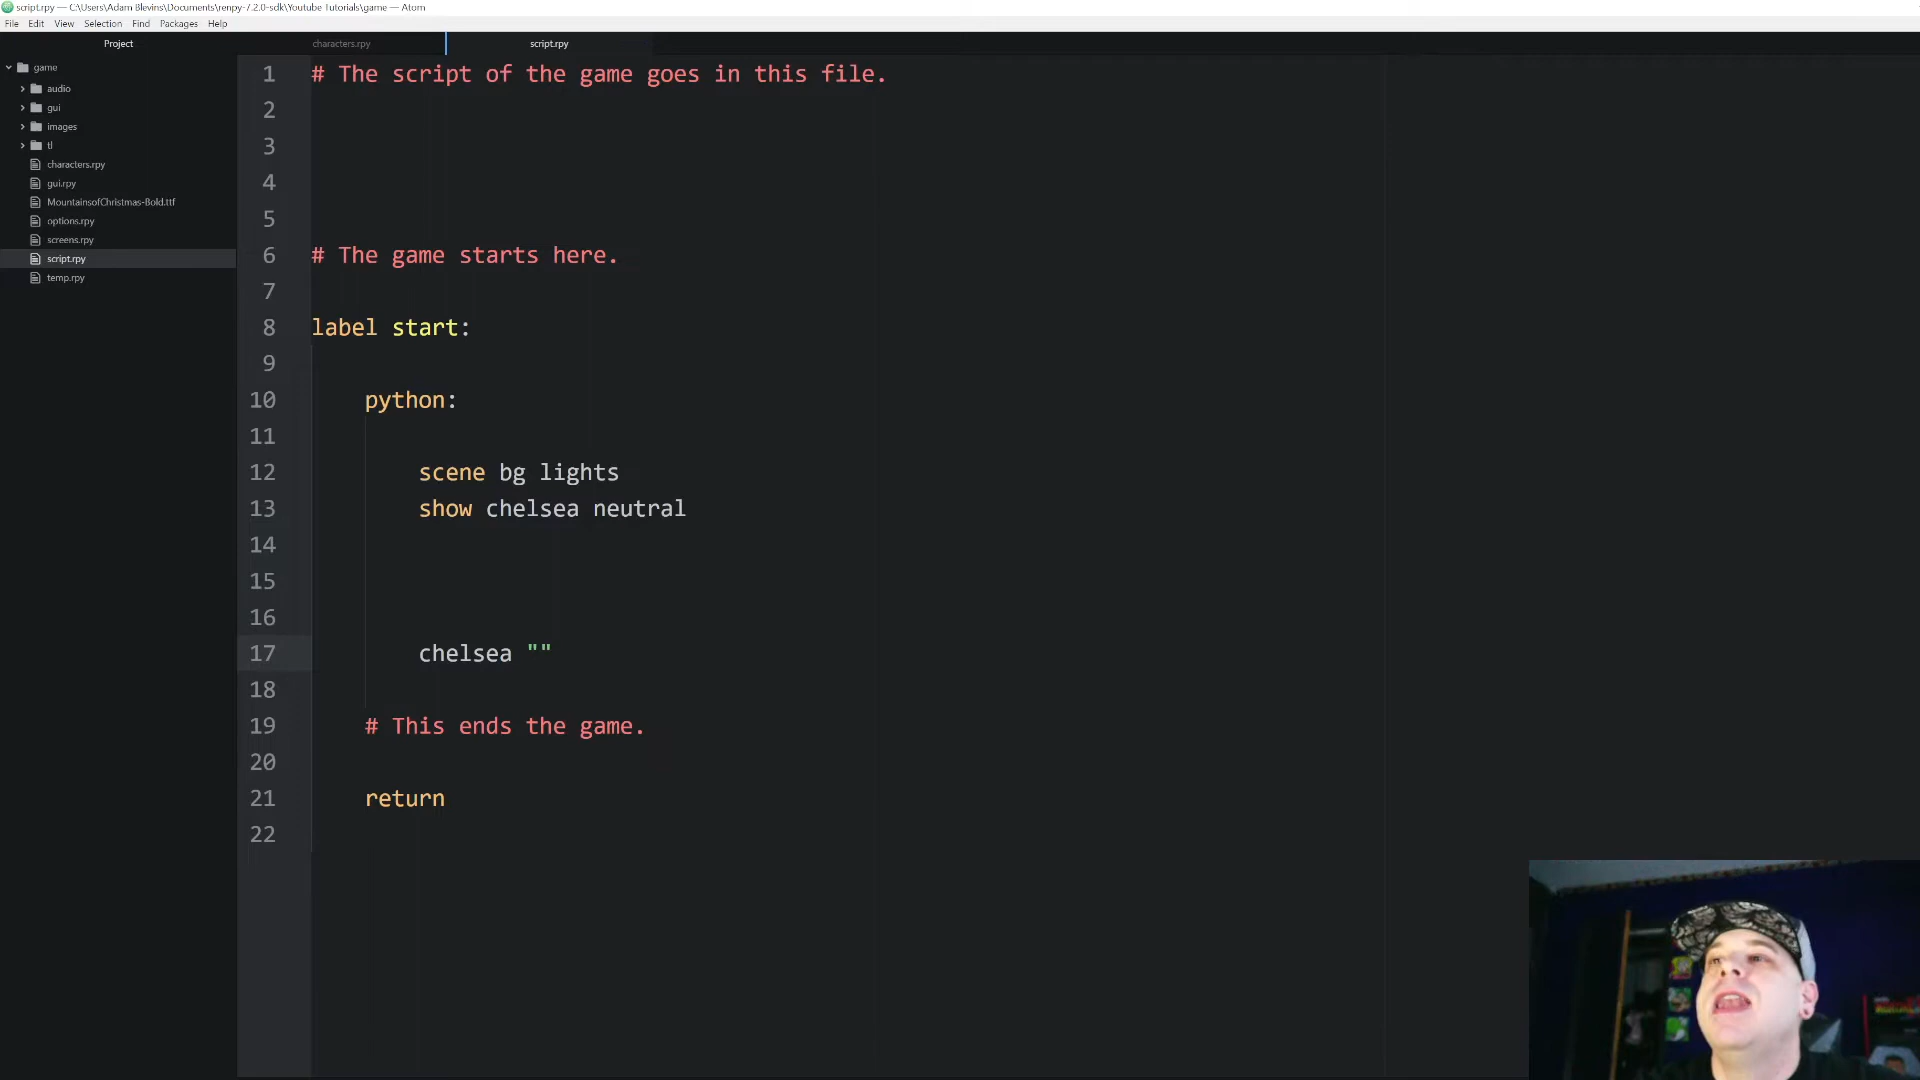 script.rpy — C:\Users\Adam Blevins\Documents\renpy-7.2.0-sdk\Youtube Tutorials\game — Atom
File Edit View Selection Find Packages Help
Project
characters.rpy
script.rpy
game
audio
gui
images
tl
characters.rpy
gui.rpy
MountainsofChristmas-Bold.ttf
options.rpy
screens.rpy
script.rpy
temp.rpy
1 # The script of the game goes in this file.
2
3
4
5
6 # The game starts here.
7
8 label start:
9
10 python:
11
12 scene bg lights
13 show chelsea neutral
14
15
16
17 chelsea ""
18
19 # This ends the game.
20
21 return
22